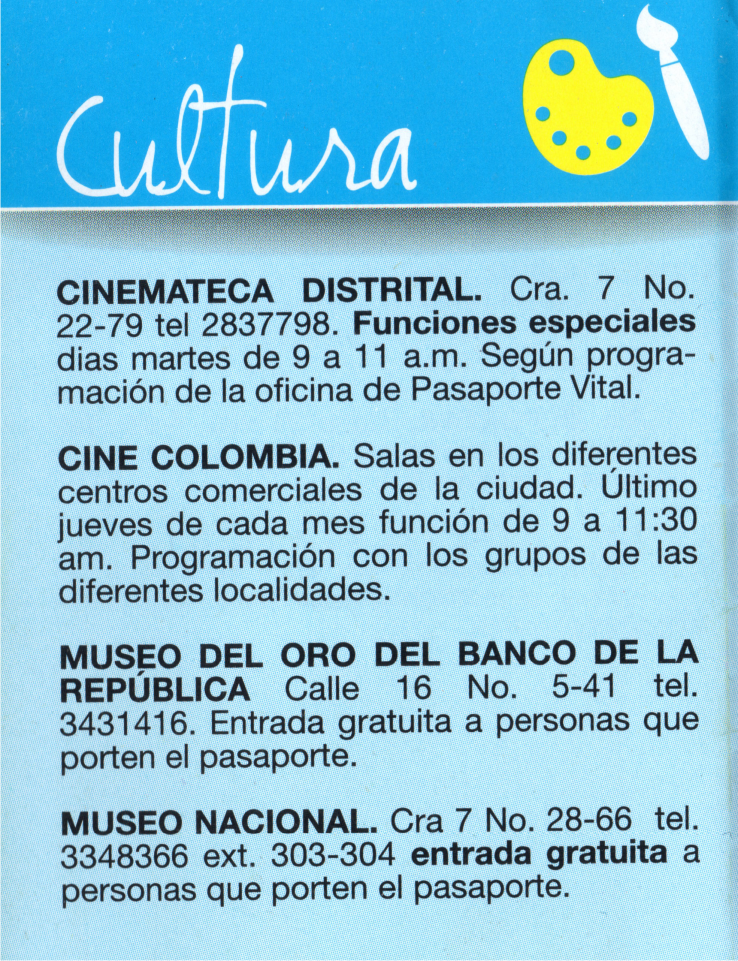 Cultura
CINEMATECA DISTRITAL. Cra. 7 No.
22-79 tel 2837798. Funciones especiales
dias martes de 9 a 11 a.m. Según progra-
mación de la oficina de Pasaporte Vital.
CINE COLOMBIA. Salas en los diferentes
centros comerciales de la ciudad. Último
jueves de cada mes función de 9 a 11:30
am. Programación con los grupos de las
diferentes localidades.
MUSEO DEL ORO DEL BANCO DE LA
REPÚBLICA Calle 16 No. 5-41 tel.
3431416. Entrada gratuita a personas que
porten el pasaporte.
MUSEO NACIONAL. Cra 7 No. 28-66 tel.
3348366 ext. 303-304 entrada gratuita a
personas que porten el pasaporte.